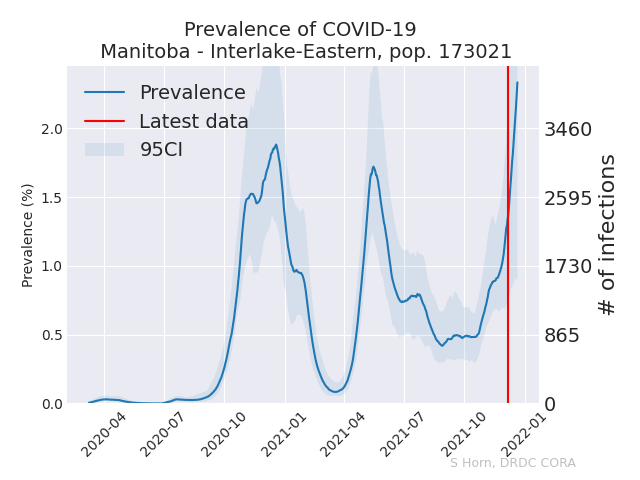 Prevalence of COVID-19
Manitoba - Interlake-Eastern, pop. 173021
Prevalence
Latest data
95CI
Prevalence (%)
2.0
1.5
1.0
0.5
0.0
3460
2595
1730
865
0
# of infections
2020-04
2020-07
2020-10
2021-01
2021-04
2021-07
2021-10
2022-01
S Horn, DRDC CORA